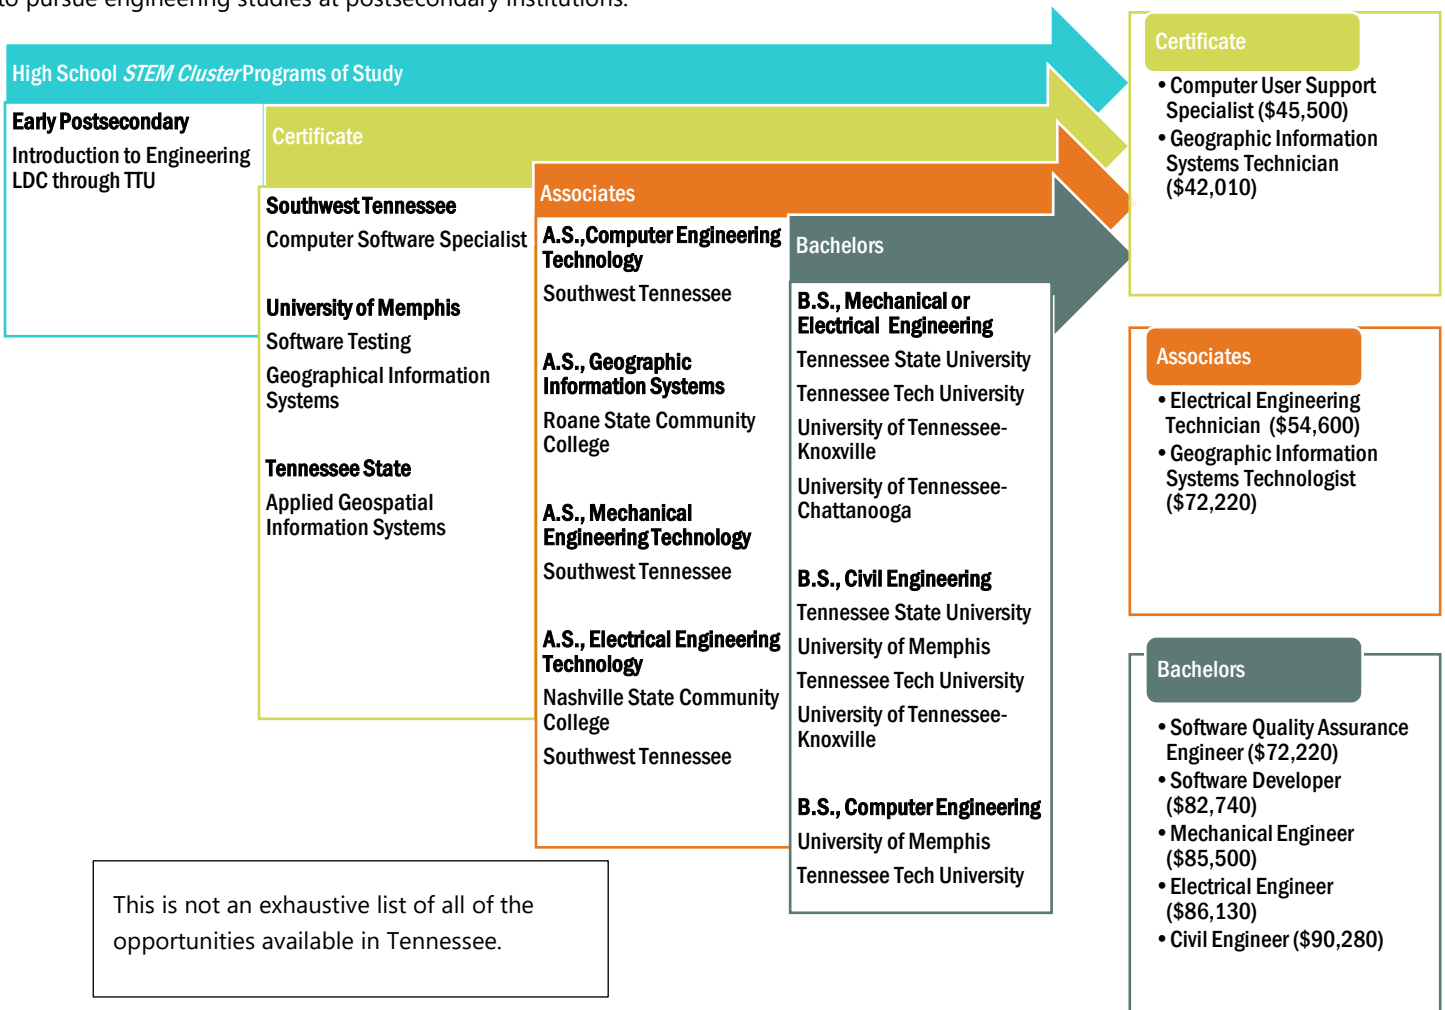 to pursue engineering studies at postsecondary institutions.
High School STEM Cluster Programs of Study
Early Postsecondary
Introduction to Engineering
LDC through TTU
Certificate
Southwest Tennessee
Computer Software Specialist
University of Memphis
Software Testing
Geographical Information
Systems
Tennessee State
Applied Geospatial
Information Systems
Associates
A.S., Computer Engineering
Technology
Southwest Tennessee
A.S., Geographic
Information Systems
Roane State Community
College
A.S., Mechanical
Engineering Technology
Southwest Tennessee
A.S., Electrical Engineering
Technology
Nashville State Community
College
Southwest Tennessee
Bachelors
B.S., Mechanical or
Electrical Engineering
Tennessee State University
Tennessee Tech University
University of Tennessee-
Knoxville
University of Tennessee-
Chattanooga
B.S., Civil Engineering
Tennessee State University
University of Memphis
Tennessee Tech University
University of Tennessee-
Knoxville
B.S., Computer Engineering
University of Memphis
Tennessee Tech University
Certificate
• Computer User Support
Specialist ($45,500)
• Geographic Information
Systems Technician
($42,010)
Associates
• Electrical Engineering
Technician ($54,600)
• Geographic Information
Systems Technologist
($72,220)
Bachelors
• Software Quality Assurance
Engineer ($72,220)
• Software Developer
($82,740)
• Mechanical Engineer
($85,500)
• Electrical Engineer
($86,130)
• Civil Engineer ($90,280)
This is not an exhaustive list of all of the
opportunities available in Tennessee.